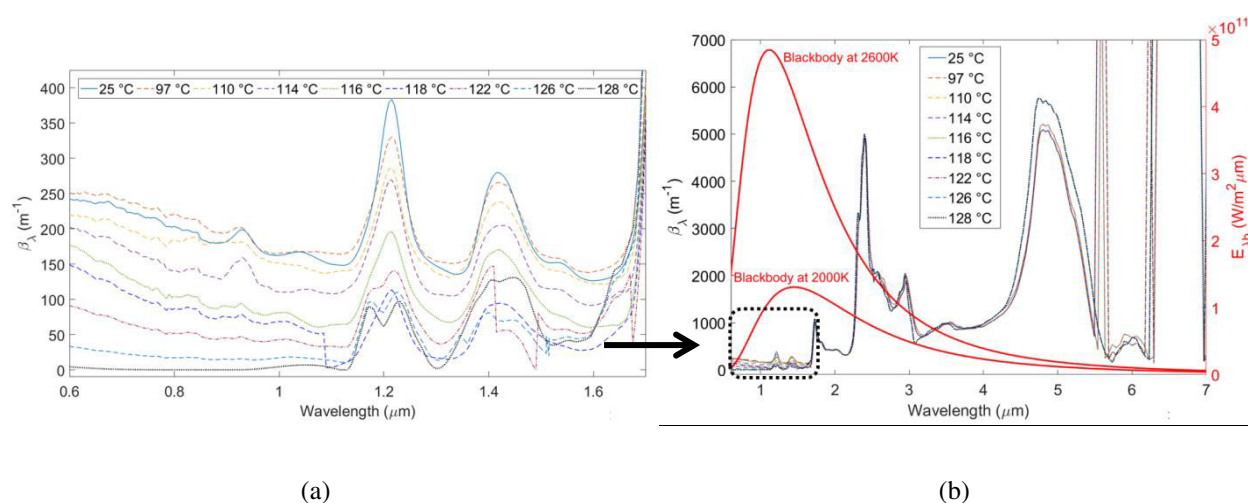 400
350
300
250
200
150
100
50
0
β_λ (m⁻¹)
25 °C 97 °C 110 °C 114 °C 116 °C 118 °C 122 °C 126 °C 128 °C
0.6 0.8 1 1.2 1.4 1.6
Wavelength (μm)
(a)
7000
6000
5000
4000
3000
2000
1000
0
β_λ (m⁻¹)
Blackbody at 2600K
Blackbody at 2000K
25 °C
97 °C
110 °C
114 °C
116 °C
118 °C
122 °C
126 °C
128 °C
×10¹¹
5
4
3
2
1
0
E_λb (W/m² μm)
1 2 3 4 5 6 7
Wavelength (μm)
(b)